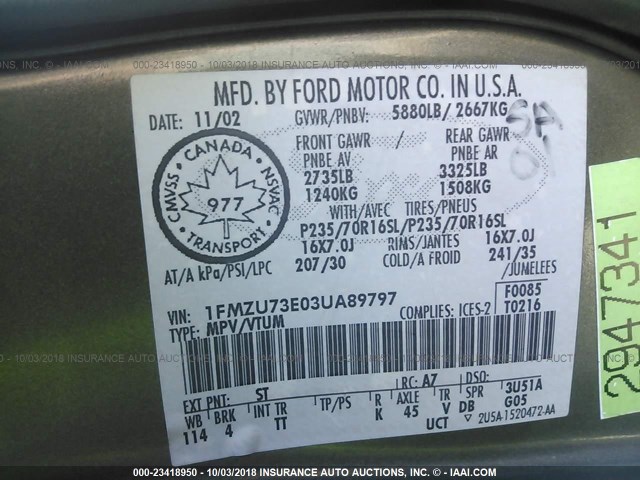 000-23418950 - 10/03/2018 INSURANCE AUTO AUCTIONS, INC. - IAAI.COM
MFD. BY FORD MOTOR CO. IN U.S.A.
DATE: 11/02
GVWR/PNBV: 5880LB/ 2667KG
FRONT GAWR / REAR GAWR
PNBE AV PNBE AR
2735LB 3325LB
1240KG 1508KG
CMVSS CANADA NSVAC
977
TRANSPORT
WITH/AVEC TIRES/PNEUS
P235/70R16SL/P235/70R16SL
16X7.0J RIMS/JANTES 16X7.0J
AT/A kPa/PSI/LPC 207/30 COLD/A FROID 241/35
/JUMELEES
VIN: 1FMZU73E03UA89797
F0085
TYPE: MPV/VTUM COMPLIES: ICES-2 T0216
RC: A7 DSO:
EXT PNT: ST 3U51A
WB BRK INT TR TP/PS R AXLE TR SPR G05
114 4 TT K 45 V DB
UCT 2U5A-1520472-AA
2947341
000-23418950 - 10/03/2018 INSURANCE AUTO AUCTIONS, INC. - IAAI.COM